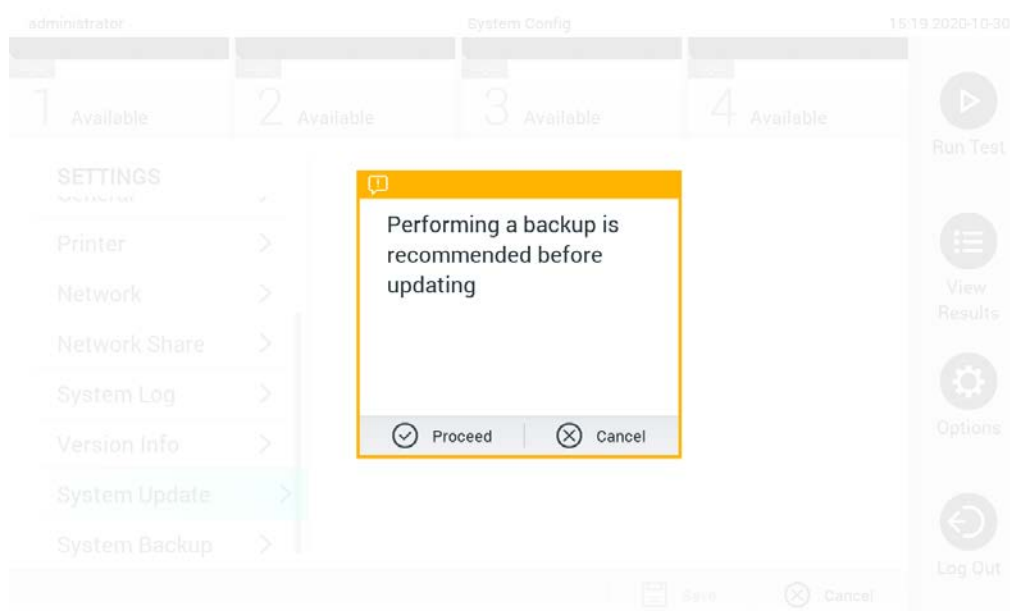 administrator System Config 15:19 2020-10-30
1 Available 2 Available 3 Available 4 Available
Run Test
SETTINGS
General
Printer
Network
Network Share
System Log
Version Info
System Update
System Backup
Performing a backup is
recommended before
updating
Proceed Cancel
View
Results
Options
Log Out
Save Cancel